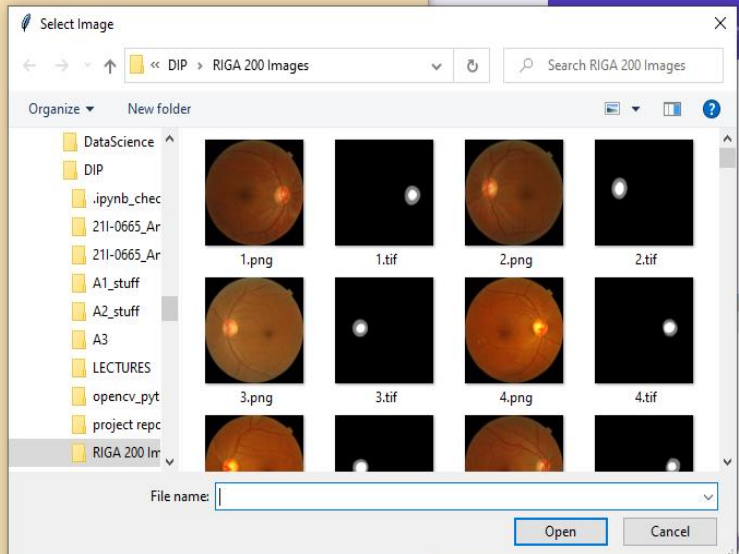 Select Image
« DIP > RIGA 200 Images
Search RIGA 200 Images
Organize
New folder
DataScience
DIP
.ipynb_chec
21I-0665_Ar
21I-0665_Ar
A1_stuff
A2_stuff
A3
LECTURES
opencv_pyt
project repo
RIGA 200 Im
1.png
1.tif
2.png
2.tif
3.png
3.tif
4.png
4.tif
File name:
Open
Cancel